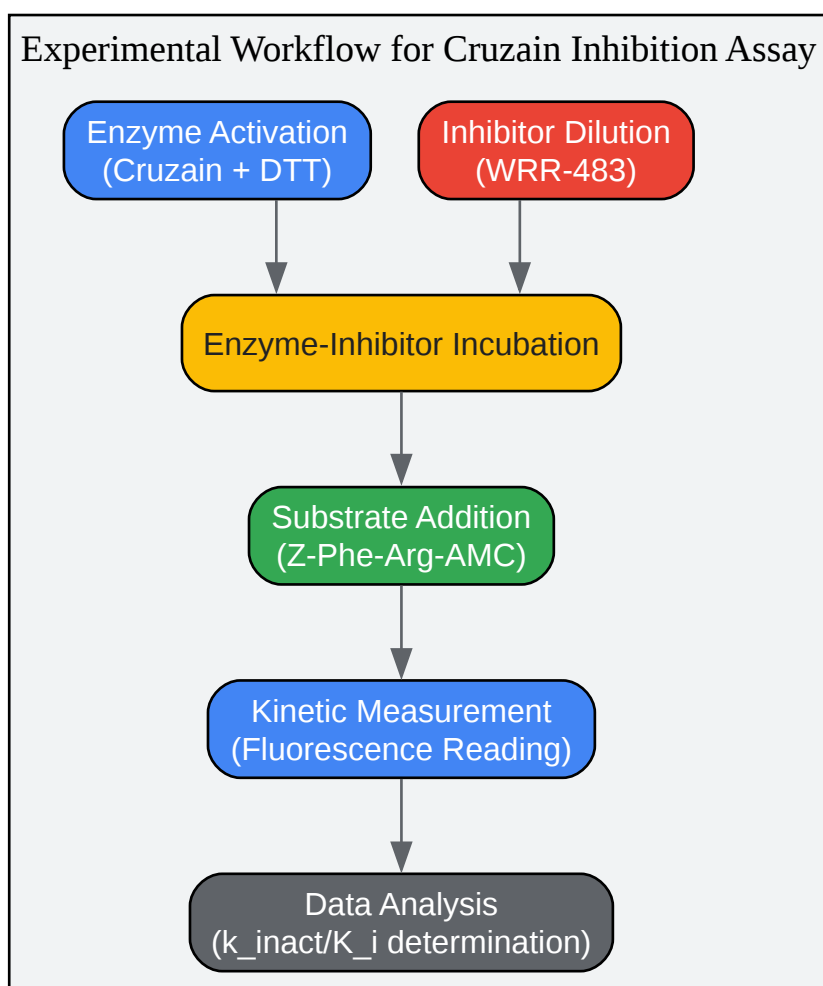 Experimental Workflow for Cruzain Inhibition Assay
Enzyme Activation
(Cruzain + DTT)
Inhibitor Dilution
(WRR-483)
Enzyme-Inhibitor Incubation
Substrate Addition
(Z-Phe-Arg-AMC)
Kinetic Measurement
(Fluorescence Reading)
Data Analysis
(k_inact/K_i determination)